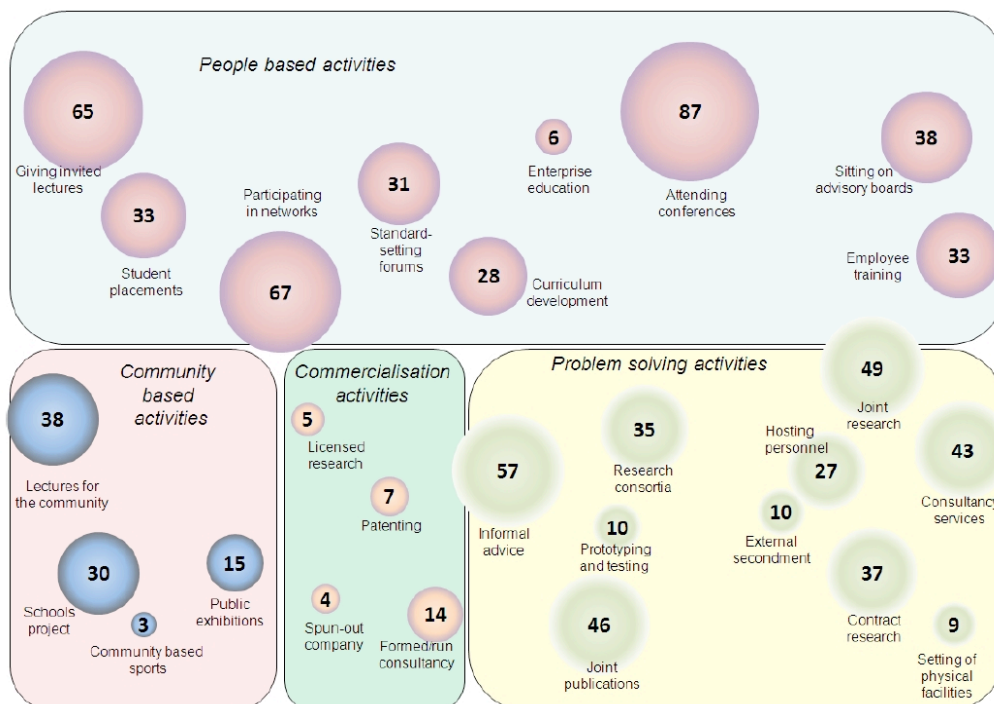 People based activities
65
Giving invited
lectures
33
Student
placements
Participating
in networks
67
31
Standard-
setting
forums
6
Enterprise
education
28
Curriculum
development
87
Attending
conferences
38
Sitting on
advisory boards
Employee
training
33
Community
based
activities
38
Lectures for
the community
30
Schools
project
3
Community based
sports
15
Public
exhibitions
Commercialisation
activities
5
Licensed
research
7
Patenting
4
Spun-out
company
14
Formed/run
consultancy
Problem solving activities
57
Informal
advice
35
Research
consortia
10
Prototyping
and testing
46
Joint
publications
49
Joint
research
Hosting
personnel
27
10
External
secondment
43
Consultancy
services
37
Contract
research
9
Setting of
physical
facilities